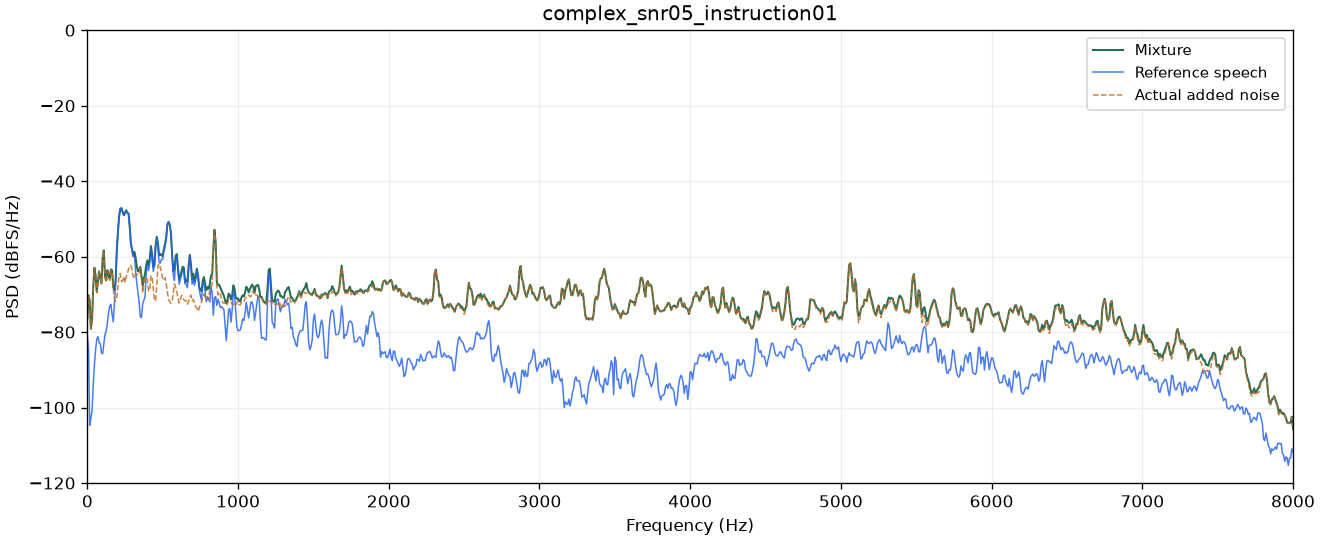 complex_snr05_instruction01
Mixture
Reference speech
Actual added noise
PSD (dBFS/Hz)
0
−20
−40
−60
−80
−100
−120
0 1000 2000 3000 4000 5000 6000 7000 8000
Frequency (Hz)